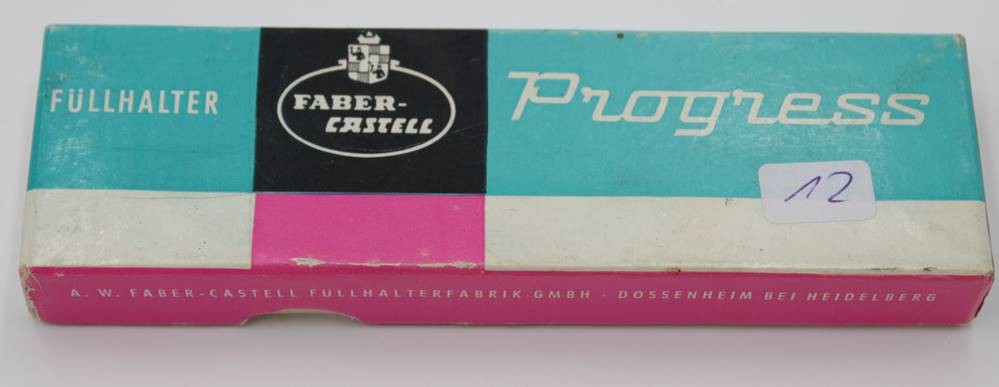 FÜLLHALTER
FABER-
CASTELL
Progress
12
A. W. FABER-CASTELL FÜLLHALTERFABRIK GMBH · DOSSENHEIM BEI HEIDELBERG